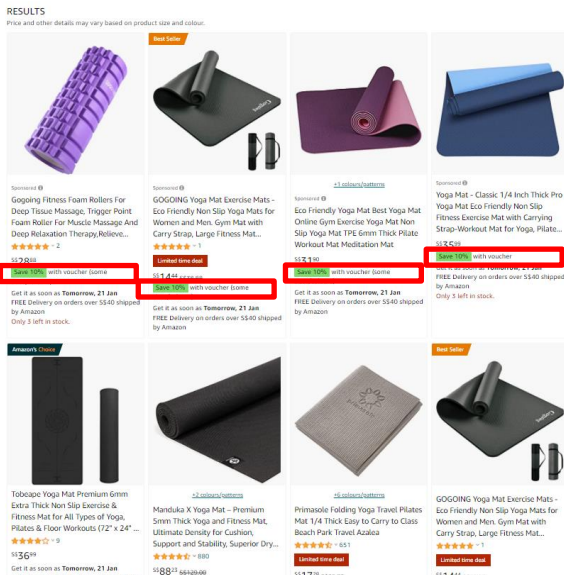 RESULTS
Price and other details may vary based on product size and colour.
Sponsored
Gogoing Fitness Foam Rollers For
Deep Tissue Massage, Trigger Point
Foam Roller For Muscle Massage And
Deep Relaxation Therapy,Relieve...
2
S$28
Save 10% with voucher (some
Get it as soon as Tomorrow, 21 Jan
FREE Delivery on orders over S$40 shipped
by Amazon
Only 3 left in stock.
Best Seller
Sponsored
GOGOING Yoga Mat Exercise Mats -
Eco Friendly Non Slip Yoga Mats for
Women and Men. Gym Mat with
Carry Strap, Large Fitness Mat...
1
Limited time deal
S$14
Save 10% with voucher (some
Get it as soon as Tomorrow, 21 Jan
FREE Delivery on orders over S$40 shipped
by Amazon
+1 colours/patterns
Sponsored
Eco Friendly Yoga Mat Best Yoga Mat
Online Gym Exercise Yoga Mat Non
Slip Yoga Mat TPE 6mm Thick Pilate
Workout Mat Meditation Mat
S$31
Save 10% with voucher (some
Get it as soon as Tomorrow, 21 Jan
FREE Delivery on orders over S$40 shipped
by Amazon
Sponsored
Yoga Mat - Classic 1/4 Inch Thick Pro
Yoga Mat Eco Friendly Non Slip
Fitness Exercise Mat with Carrying
Strap-Workout Mat for Yoga, Pilate...
S$35
Save 10% with voucher
Get it as soon as Tomorrow, 21 Jan
FREE Delivery on orders over S$40 shipped
by Amazon
Only 3 left in stock.
Amazon's Choice
Tobeape Yoga Mat Premium 6mm
Extra Thick Non Slip Exercise &
Fitness Mat for All Types of Yoga,
Pilates & Floor Workouts (72" x 24" ...
9
S$36⁹⁹
Get it as soon as Tomorrow, 21 Jan
+2 colours/patterns
Manduka X Yoga Mat – Premium
5mm Thick Yoga and Fitness Mat,
Ultimate Density for Cushion,
Support and Stability, Superior Dry...
880
S$88²³ S$129.00
+6 colours/patterns
Primasole Folding Yoga Travel Pilates
Mat 1/4 Thick Easy to Carry to Class
Beach Park Travel Azalea
651
Limited time deal
Best Seller
GOGOING Yoga Mat Exercise Mats -
Eco Friendly Non Slip Yoga Mats for
Women and Men. Gym Mat with
Carry Strap, Large Fitness Mat...
1
Limited time deal